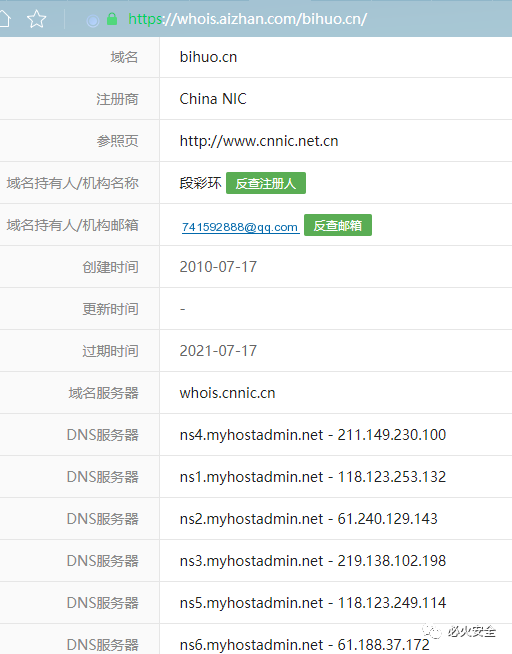 https://whois.aizhan.com/bihuo.cn/
域名 bihuo.cn
注册商 China NIC
参照页 http://www.cnnic.net.cn
域名持有人/机构名称 段彩环 反查注册人
域名持有人/机构邮箱 741592888@qq.com 反查邮箱
创建时间 2010-07-17
更新时间 -
过期时间 2021-07-17
域名服务器 whois.cnnic.cn
DNS服务器 ns4.myhostadmin.net - 211.149.230.100
DNS服务器 ns1.myhostadmin.net - 118.123.253.132
DNS服务器 ns2.myhostadmin.net - 61.240.129.143
DNS服务器 ns3.myhostadmin.net - 219.138.102.198
DNS服务器 ns5.myhostadmin.net - 118.123.249.114
DNS服务器 ns6.myhostadmin.net - 61.188.37.172
必火安全